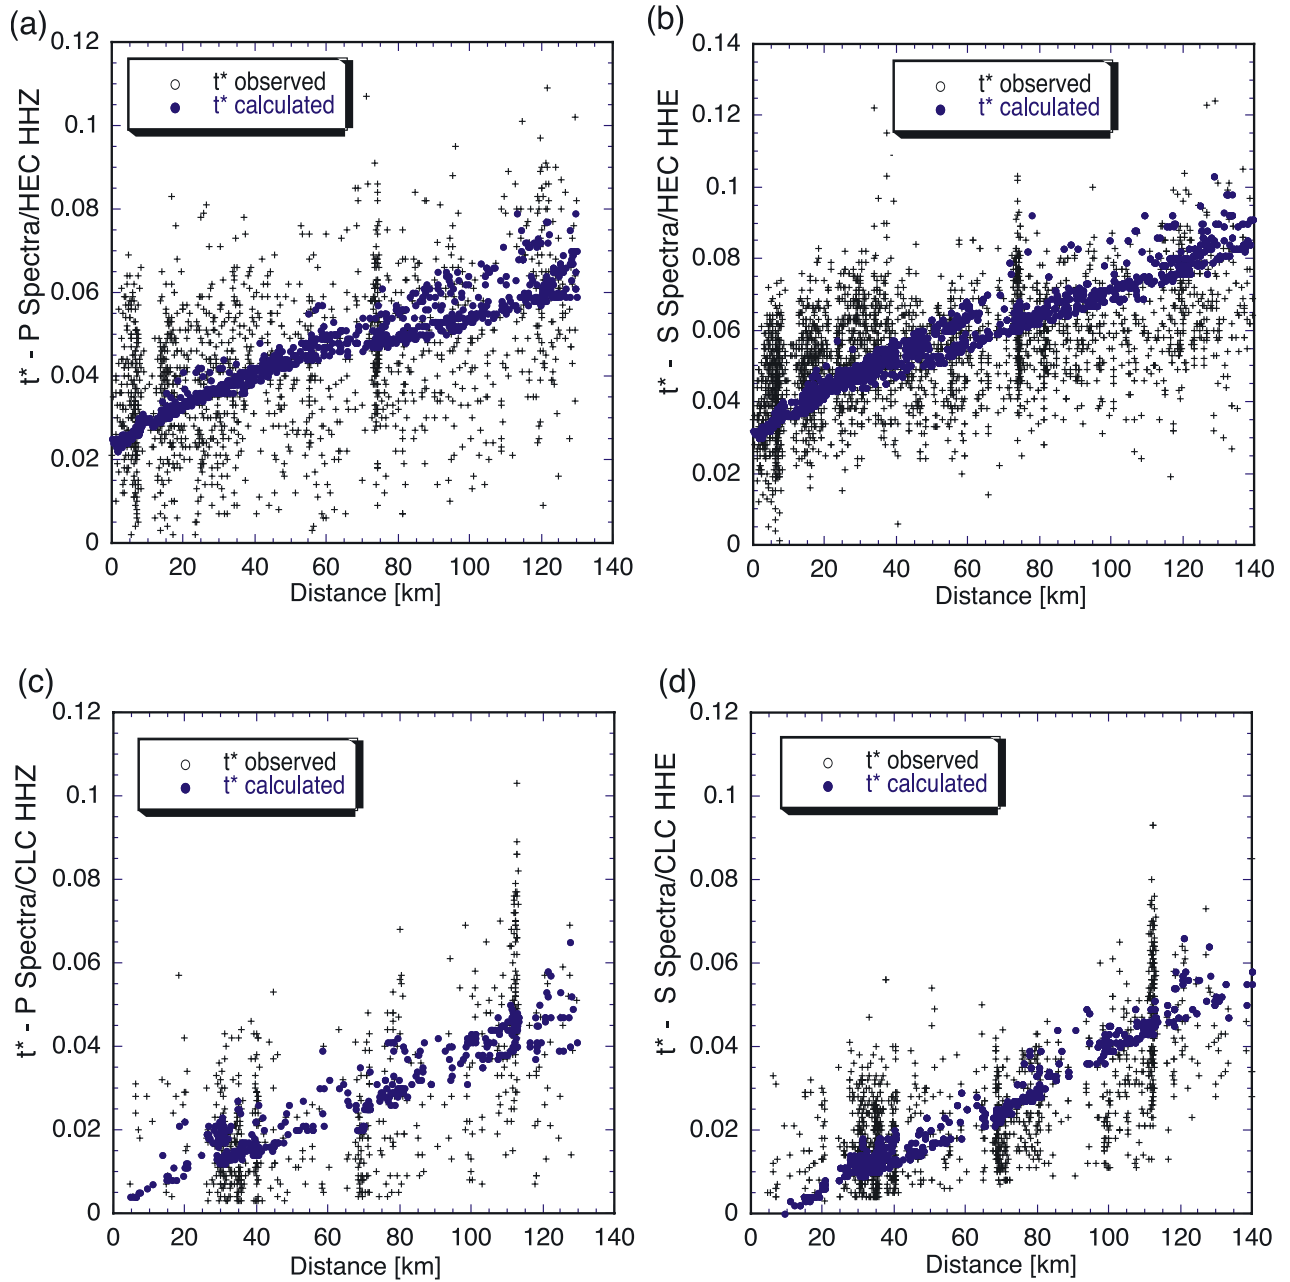 (a)
0.12
0.1
0.08
0.06
0.04
0.02
0
t* - P Spectra/HEC HHZ
t* observed
t* calculated
0 20 40 60 80 100 120 140
Distance [km]
(b)
0.14
0.12
0.1
0.08
0.06
0.04
0.02
0
t* - S Spectra/HEC HHE
t* observed
t* calculated
0 20 40 60 80 100 120 140
Distance [km]
(c)
0.12
0.1
0.08
0.06
0.04
0.02
0
t* - P Spectra/CLC HHZ
t* observed
t* calculated
0 20 40 60 80 100 120 140
Distance [km]
(d)
0.12
0.1
0.08
0.06
0.04
0.02
0
t* - S Spectra/CLC HHE
t* observed
t* calculated
0 20 40 60 80 100 120 140
Distance [km]